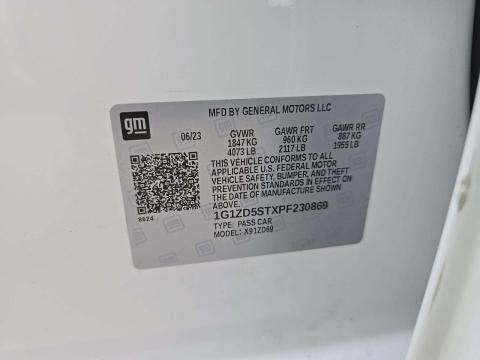 gm
MFD BY GENERAL MOTORS LLC
06/23 GVWR GAWR FRT GAWR RR
1847 KG 960 KG 887 KG
4073 LB 2117 LB 1955 LB
THIS VEHICLE CONFORMS TO ALL
APPLICABLE U.S. FEDERAL MOTOR
VEHICLE SAFETY, BUMPER, AND THEFT
PREVENTION STANDARDS IN EFFECT ON
THE DATE OF MANUFACTURE SHOWN
ABOVE.
1G1ZD5STXPF230869
TYPE: PASS CAR
MODEL: X91ZD69